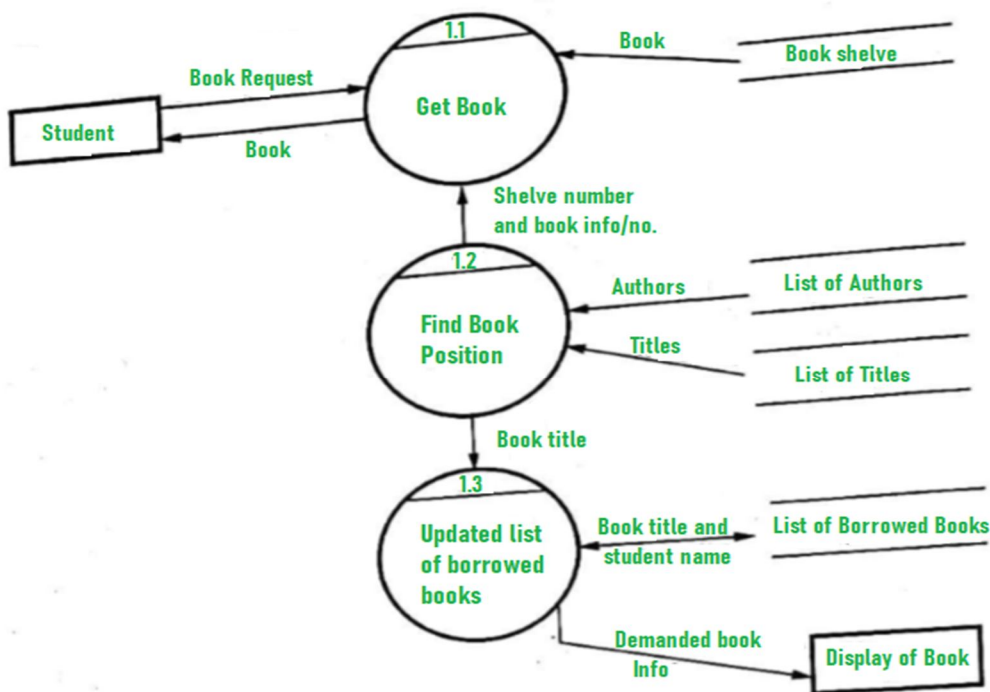 1.1
Book
Book shelve
Book Request
Get Book
Student
Book
Shelve number
and book info/no.
1.2
Authors
List of Authors
Find Book
Position
Titles
List of Titles
Book title
1.3
Updated list
of borrowed
books
Book title and
student name
List of Borrowed Books
Demanded book
Info
Display of Book